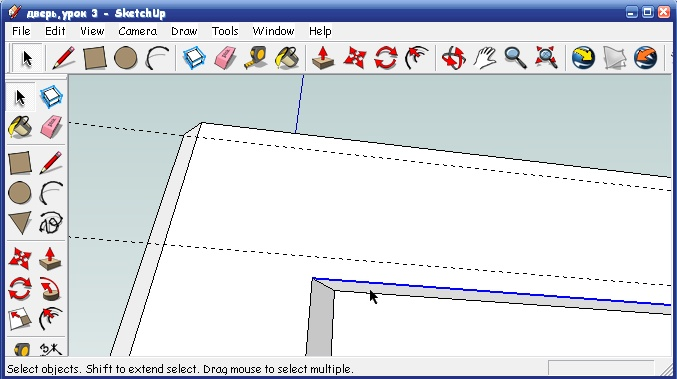 дверь,урок 3 - SketchUp
File Edit View Camera Draw Tools Window Help
Select objects. Shift to extend select. Drag mouse to select multiple.